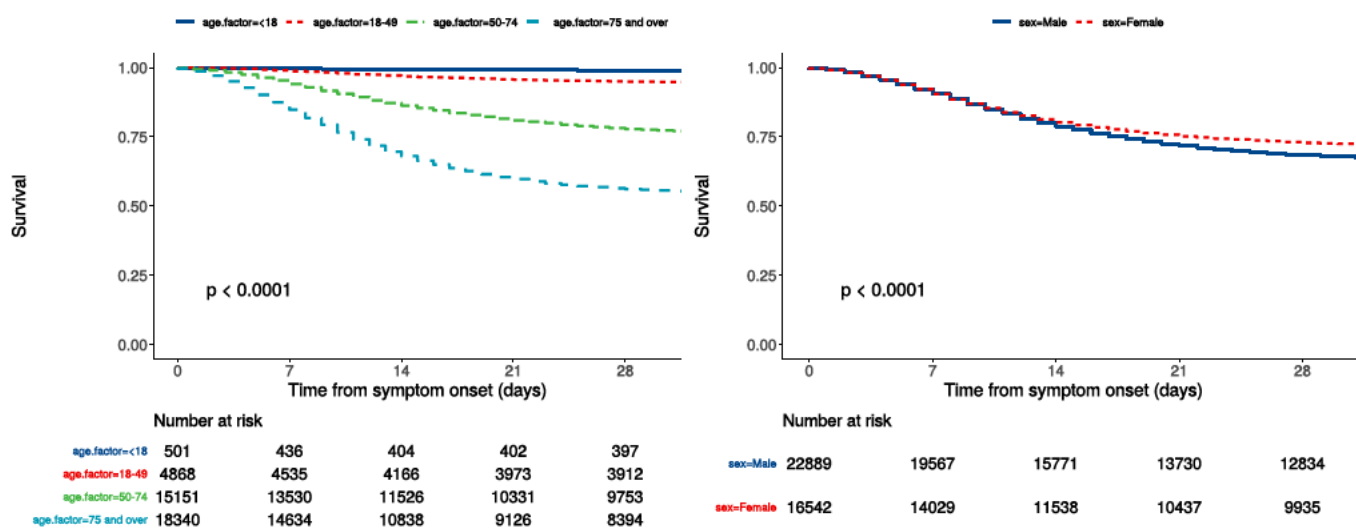 age.factor=<18 age.factor=18-49 age.factor=50-74 age.factor=75 and over
1.00
0.75
0.50
0.25
0.00
Survival
p < 0.0001
0 7 14 21 28
Time from symptom onset (days)
Number at risk
age.factor=<18 501 436 404 402 397
age.factor=18-49 4868 4535 4166 3973 3912
age.factor=50-74 15151 13530 11526 10331 9753
age.factor=75 and over 18340 14634 10838 9126 8394
sex=Male sex=Female
1.00
0.75
0.50
0.25
0.00
Survival
p < 0.0001
0 7 14 21 28
Time from symptom onset (days)
Number at risk
sex=Male 22889 19567 15771 13730 12834
sex=Female 16542 14029 11538 10437 9935